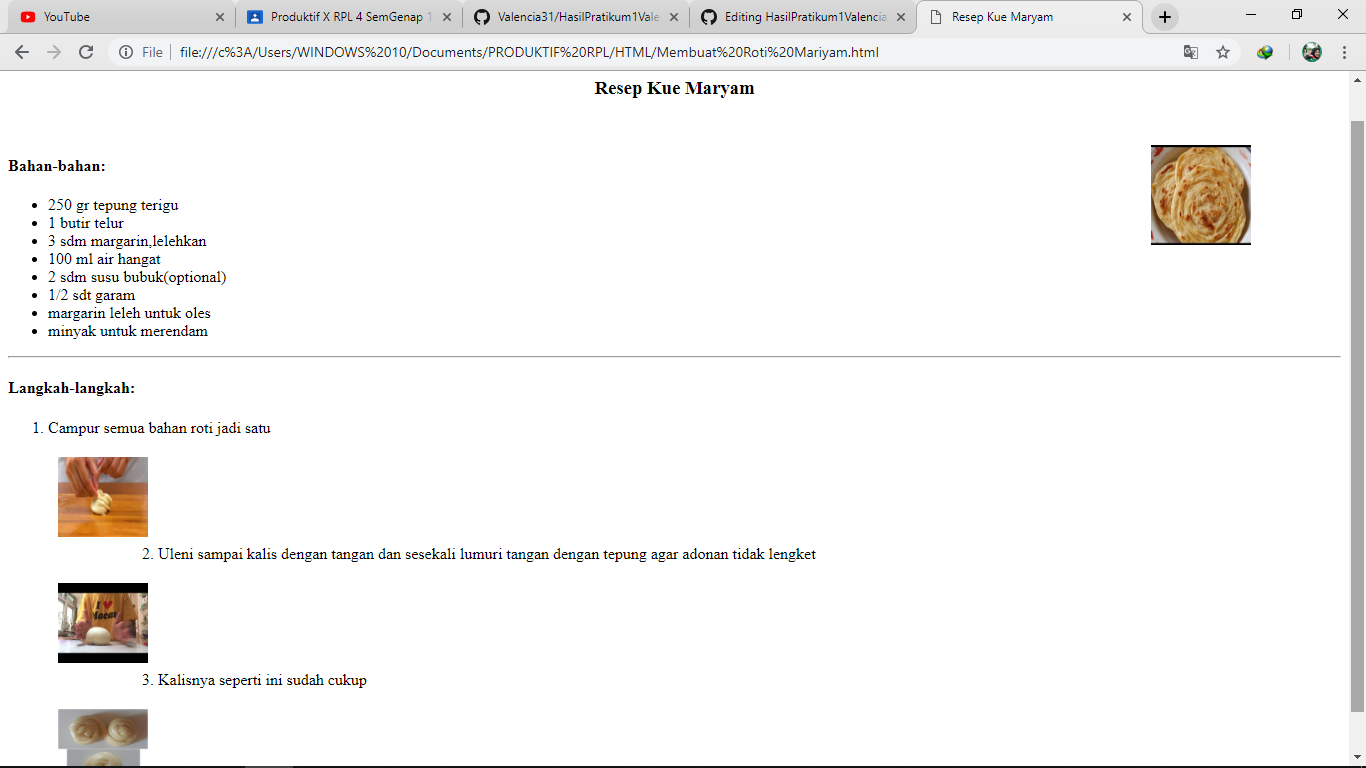 YouTube
Produktif X RPL 4 SemGenap 1
Valencia31/HasilPratikum1Vale
Editing HasilPratikum1Valencia
Resep Kue Maryam
File
file:///c%3A/Users/WINDOWS%2010/Documents/PRODUKTIF%20RPL/HTML/Membuat%20Roti%20Mariyam.html
Resep Kue Maryam
Bahan-bahan:
250 gr tepung terigu
1 butir telur
3 sdm margarin,lelehkan
100 ml air hangat
2 sdm susu bubuk(optional)
1/2 sdt garam
margarin leleh untuk oles
minyak untuk merendam
Langkah-langkah:
1. Campur semua bahan roti jadi satu
2. Uleni sampai kalis dengan tangan dan sesekali lumuri tangan dengan tepung agar adonan tidak lengket
3. Kalisnya seperti ini sudah cukup